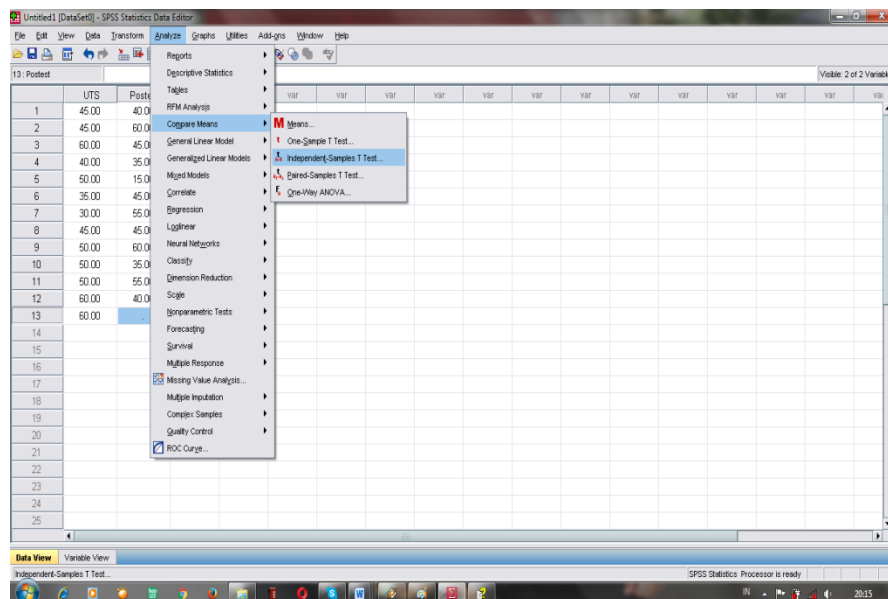 Untitled1 [DataSet0] - SPSS Statistics Data Editor
File Edit View Data Transform Analyze Graphs Utilities Add-ons Window Help
13 : Postest Visible: 2 of 2 Variabl
UTS Poste var var var var var var var var var var var var var
1 45.00 40.0
2 45.00 60.0
3 60.00 45.0
4 40.00 35.0
5 50.00 15.0
6 35.00 45.0
7 30.00 55.0
8 45.00 45.0
9 50.00 60.0
10 50.00 35.0
11 50.00 55.0
12 60.00 40.0
13 60.00 .
14
15
16
17
18
19
20
21
22
23
24
25
Reports
Descriptive Statistics
Tables
RFM Analysis
Compare Means
General Linear Model
Generalized Linear Models
Mixed Models
Correlate
Regression
Loglinear
Neural Networks
Classify
Dimension Reduction
Scale
Nonparametric Tests
Forecasting
Survival
Multiple Response
Missing Value Analysis...
Multiple Imputation
Complex Samples
Quality Control
ROC Curve...
M Means...
One-Sample T Test...
Independent-Samples T Test...
Paired-Samples T Test...
One-Way ANOVA...
Data View Variable View
Independent-Samples T Test... SPSS Statistics Processor is ready
IN 20:15